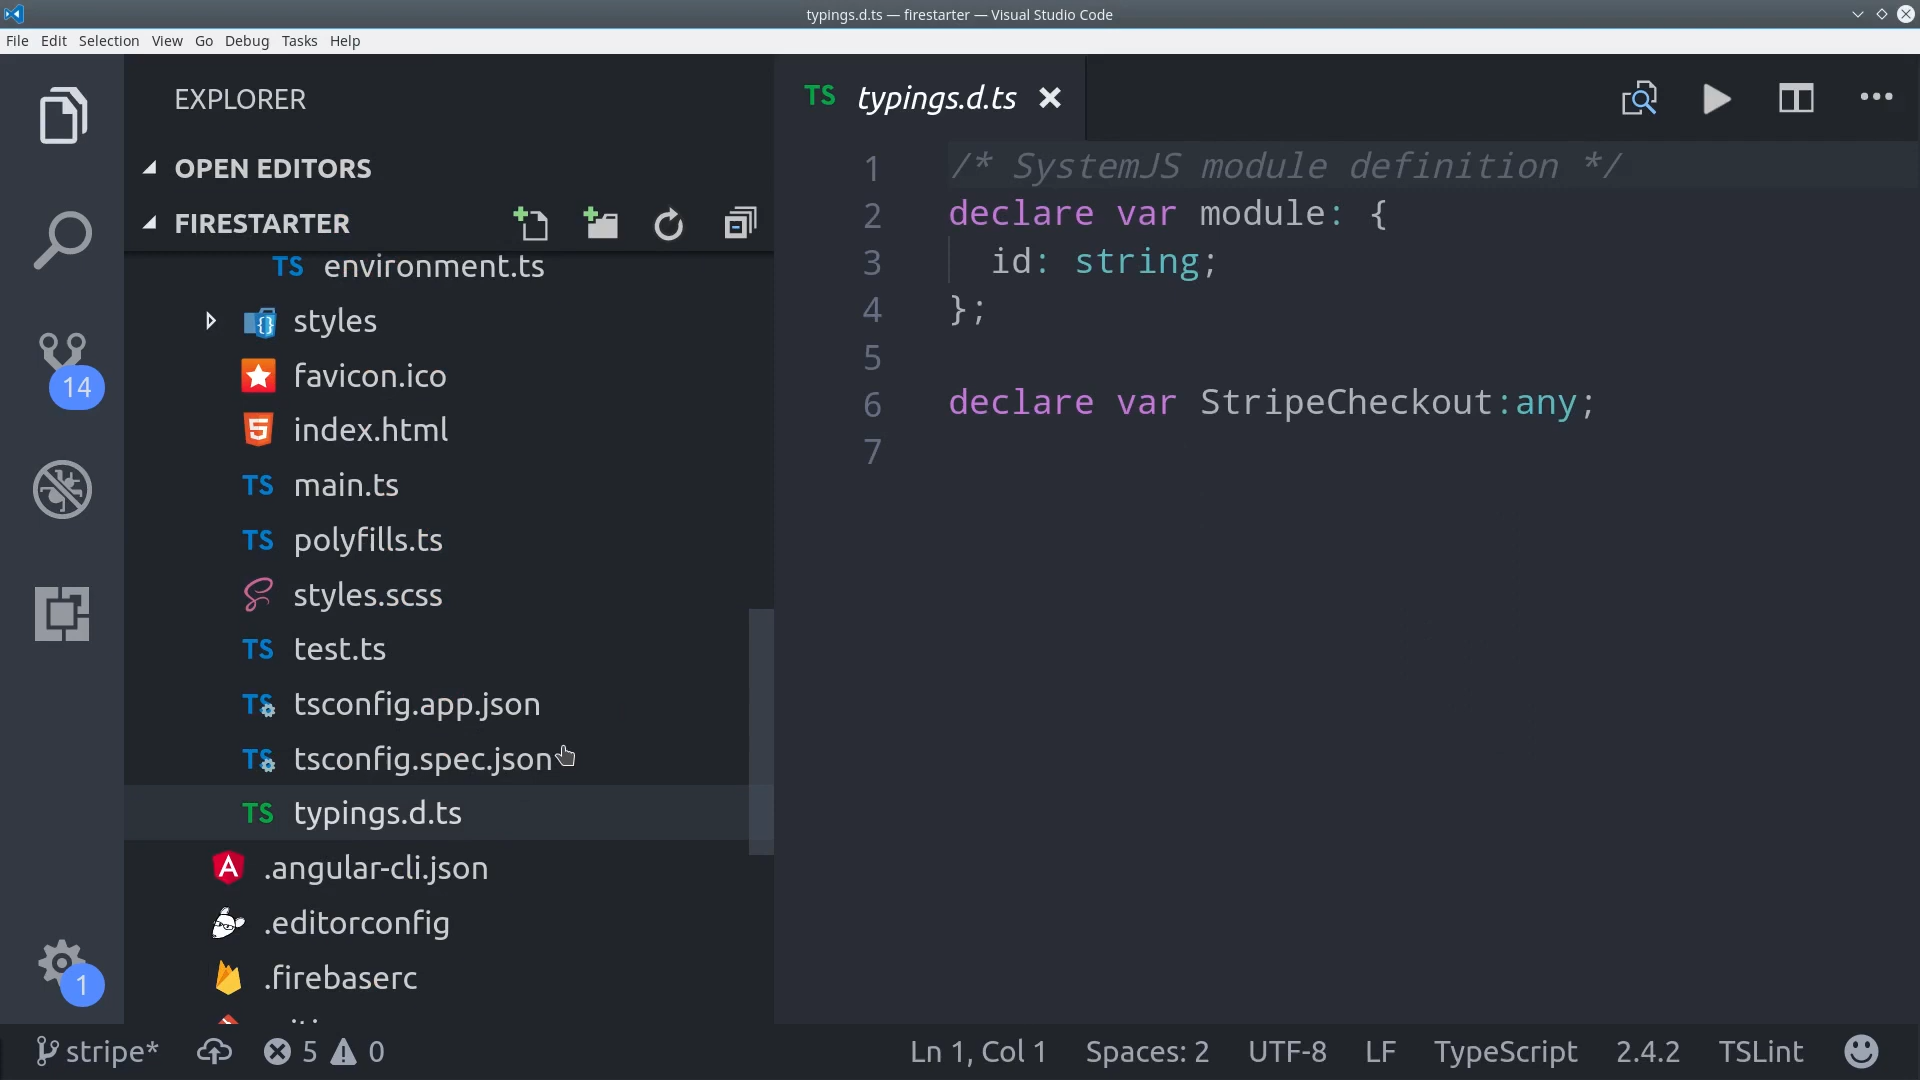 typings.d.ts — firestarter — Visual Studio Code
File Edit Selection View Go Debug Tasks Help
EXPLORER
OPEN EDITORS
FIRESTARTER
TS environment.ts
styles
favicon.ico
5 index.html
TS main.ts
TS polyfills.ts
styles.scss
TS test.ts
TS tsconfig.app.json
TS tsconfig.spec.json
TS typings.d.ts
A .angular-cli.json
.editorconfig
.firebaserc
14
1
TS typings.d.ts
1 /* SystemJS module definition */
2 declare var module: {
3 id: string;
4 };
5
6 declare var StripeCheckout:any;
7
stripe* 5 0 Ln 1, Col 1 Spaces: 2 UTF-8 LF TypeScript 2.4.2 TSLint